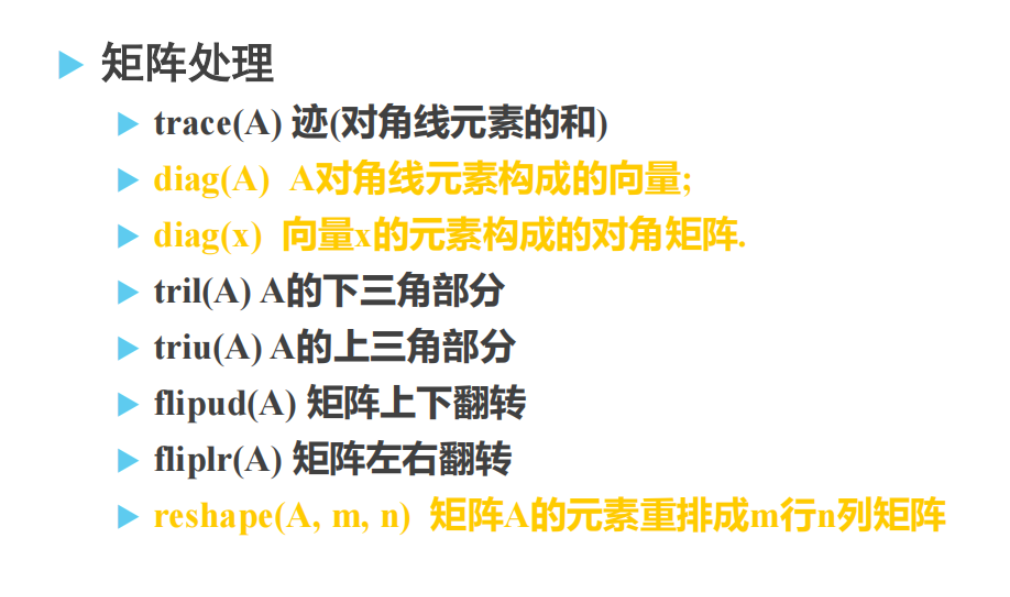 矩阵处理
trace(A) 迹(对角线元素的和)
diag(A) A对角线元素构成的向量;
diag(x) 向量x的元素构成的对角矩阵.
tril(A) A的下三角部分
triu(A) A的上三角部分
flipud(A) 矩阵上下翻转
fliplr(A) 矩阵左右翻转
reshape(A, m, n) 矩阵A的元素重排成m行n列矩阵